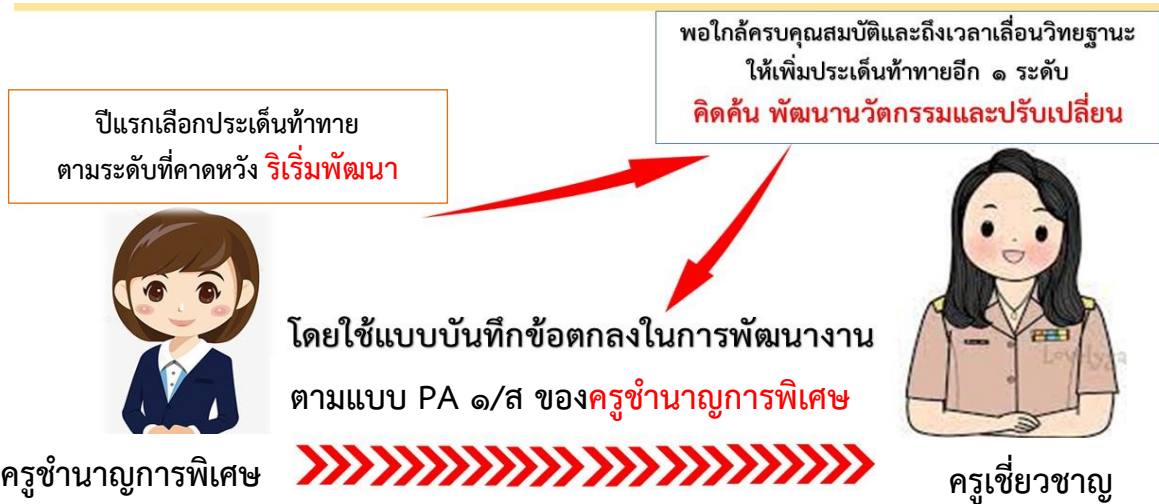 พอใกล้ครบคุณสมบัติและถึงเวลาเลื่อนวิทยฐานะ
ให้เพิ่มประเด็นท้าทายอีก ๑ ระดับ
คิดค้น พัฒนานวัตกรรมและปรับเปลี่ยน
ปีแรกเลือกประเด็นท้าทาย
ตามระดับที่คาดหวัง ริเริ่มพัฒนา
โดยใช้แบบบันทึกข้อตกลงในการพัฒนางาน
ตามแบบ PA ๑/ส ของครูชำนาญการพิเศษ
ครูชำนาญการพิเศษ
ครูเชี่ยวชาญ